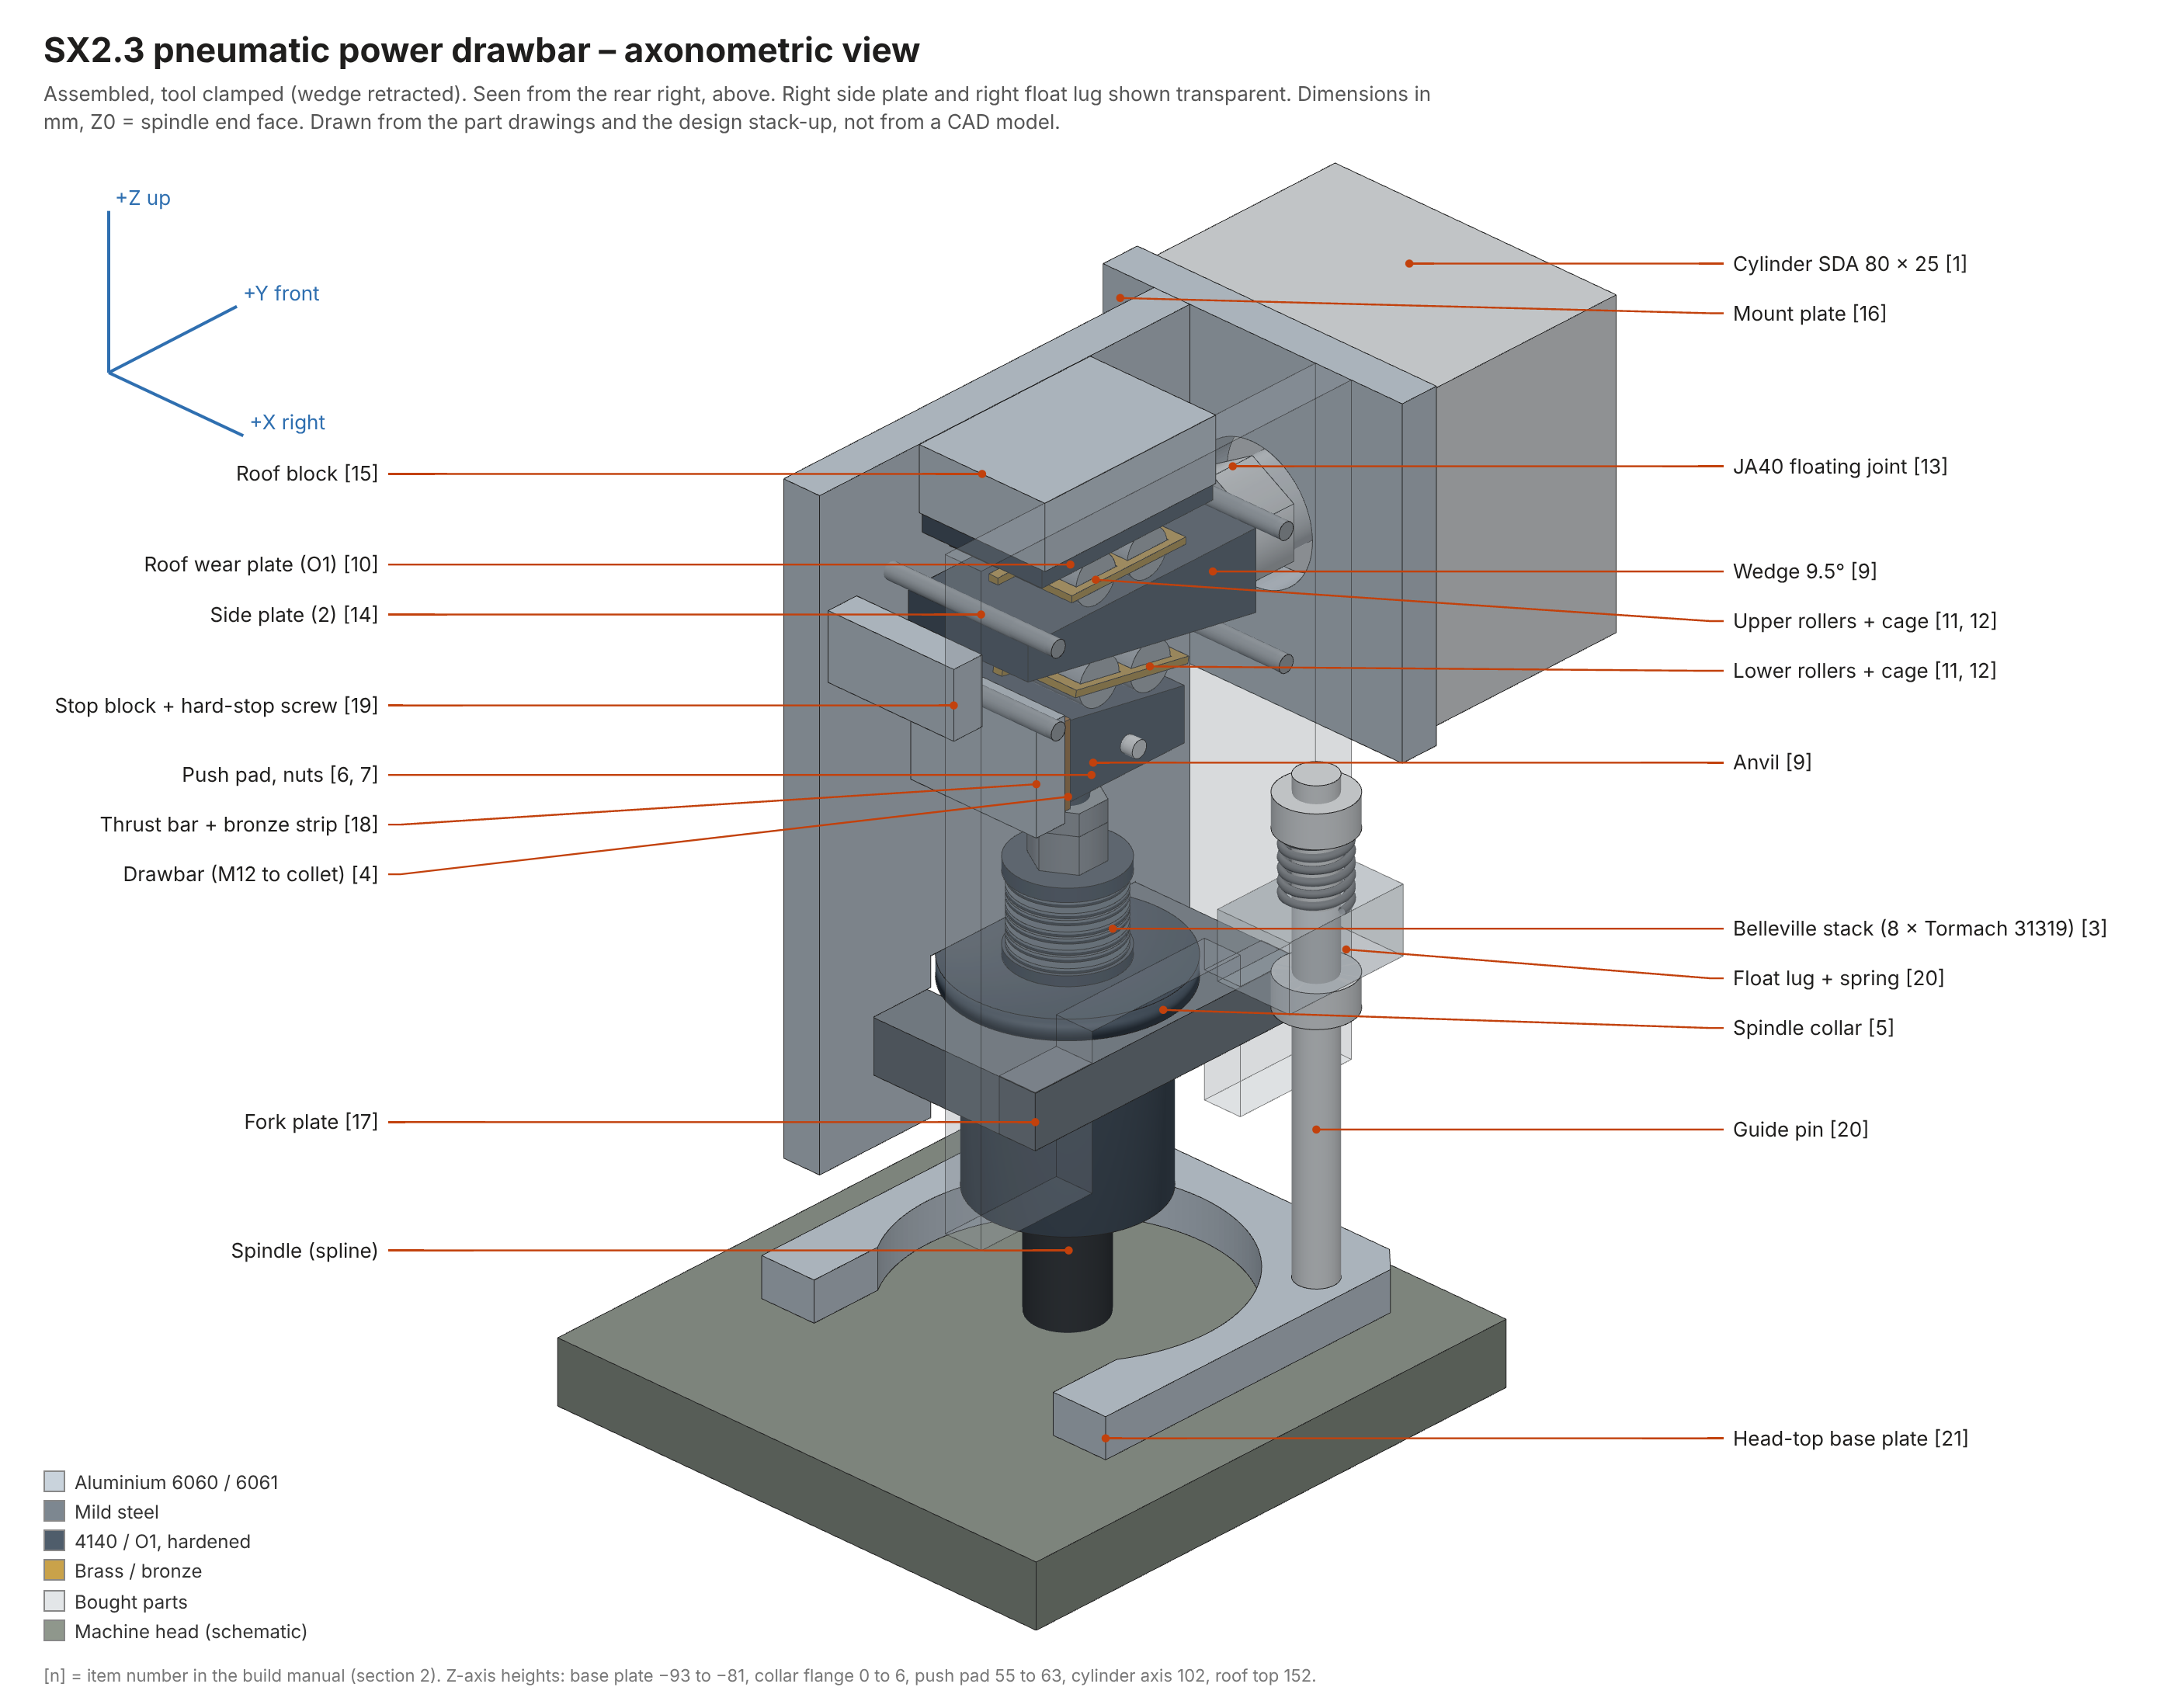 SX2.3 pneumatic power drawbar – axonometric view
Assembled, tool clamped (wedge retracted). Seen from the rear right, above. Right side plate and right float lug shown transparent. Dimensions in
mm, Z0 = spindle end face. Drawn from the part drawings and the design stack-up, not from a CAD model.
+Z up
+Y front
+X right
Roof block [15]
Roof wear plate (O1) [10]
Side plate (2) [14]
Stop block + hard-stop screw [19]
Push pad, nuts [6, 7]
Thrust bar + bronze strip [18]
Drawbar (M12 to collet) [4]
Fork plate [17]
Spindle (spline)
Cylinder SDA 80 × 25 [1]
Mount plate [16]
JA40 floating joint [13]
Wedge 9.5° [9]
Upper rollers + cage [11, 12]
Lower rollers + cage [11, 12]
Anvil [9]
Belleville stack (8 × Tormach 31319) [3]
Float lug + spring [20]
Spindle collar [5]
Guide pin [20]
Head-top base plate [21]
Aluminium 6060 / 6061
Mild steel
4140 / O1, hardened
Brass / bronze
Bought parts
Machine head (schematic)
[n] = item number in the build manual (section 2). Z-axis heights: base plate −93 to −81, collar flange 0 to 6, push pad 55 to 63, cylinder axis 102, roof top 152.